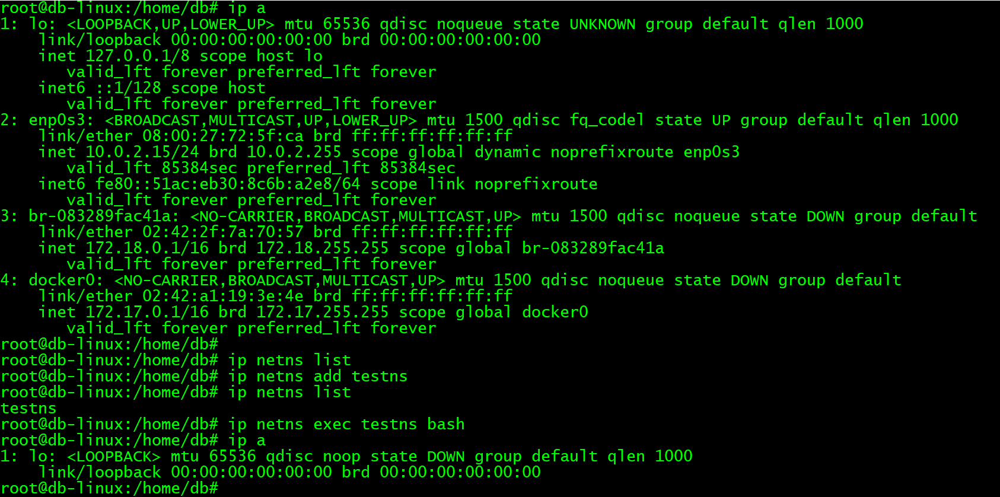 root@db-linux:/home/db# ip a
1: lo: <LOOPBACK,UP,LOWER_UP> mtu 65536 qdisc noqueue state UNKNOWN group default qlen 1000
    link/loopback 00:00:00:00:00:00 brd 00:00:00:00:00:00
    inet 127.0.0.1/8 scope host lo
       valid_lft forever preferred_lft forever
    inet6 ::1/128 scope host
       valid_lft forever preferred_lft forever
2: enp0s3: <BROADCAST,MULTICAST,UP,LOWER_UP> mtu 1500 qdisc fq_codel state UP group default qlen 1000
    link/ether 08:00:27:72:5f:ca brd ff:ff:ff:ff:ff:ff
    inet 10.0.2.15/24 brd 10.0.2.255 scope global dynamic noprefixroute enp0s3
       valid_lft 85384sec preferred_lft 85384sec
    inet6 fe80::51ac:eb30:8c6b:a2e8/64 scope link noprefixroute
       valid_lft forever preferred_lft forever
3: br-083289fac41a: <NO-CARRIER,BROADCAST,MULTICAST,UP> mtu 1500 qdisc noqueue state DOWN group default
    link/ether 02:42:2f:7a:70:57 brd ff:ff:ff:ff:ff:ff
    inet 172.18.0.1/16 brd 172.18.255.255 scope global br-083289fac41a
       valid_lft forever preferred_lft forever
4: docker0: <NO-CARRIER,BROADCAST,MULTICAST,UP> mtu 1500 qdisc noqueue state DOWN group default
    link/ether 02:42:a1:19:3e:4e brd ff:ff:ff:ff:ff:ff
    inet 172.17.0.1/16 brd 172.17.255.255 scope global docker0
       valid_lft forever preferred_lft forever
root@db-linux:/home/db#
root@db-linux:/home/db# ip netns list
root@db-linux:/home/db# ip netns add testns
root@db-linux:/home/db# ip netns list
testns
root@db-linux:/home/db# ip netns exec testns bash
root@db-linux:/home/db# ip a
1: lo: <LOOPBACK> mtu 65536 qdisc noop state DOWN group default qlen 1000
    link/loopback 00:00:00:00:00:00 brd 00:00:00:00:00:00
root@db-linux:/home/db#